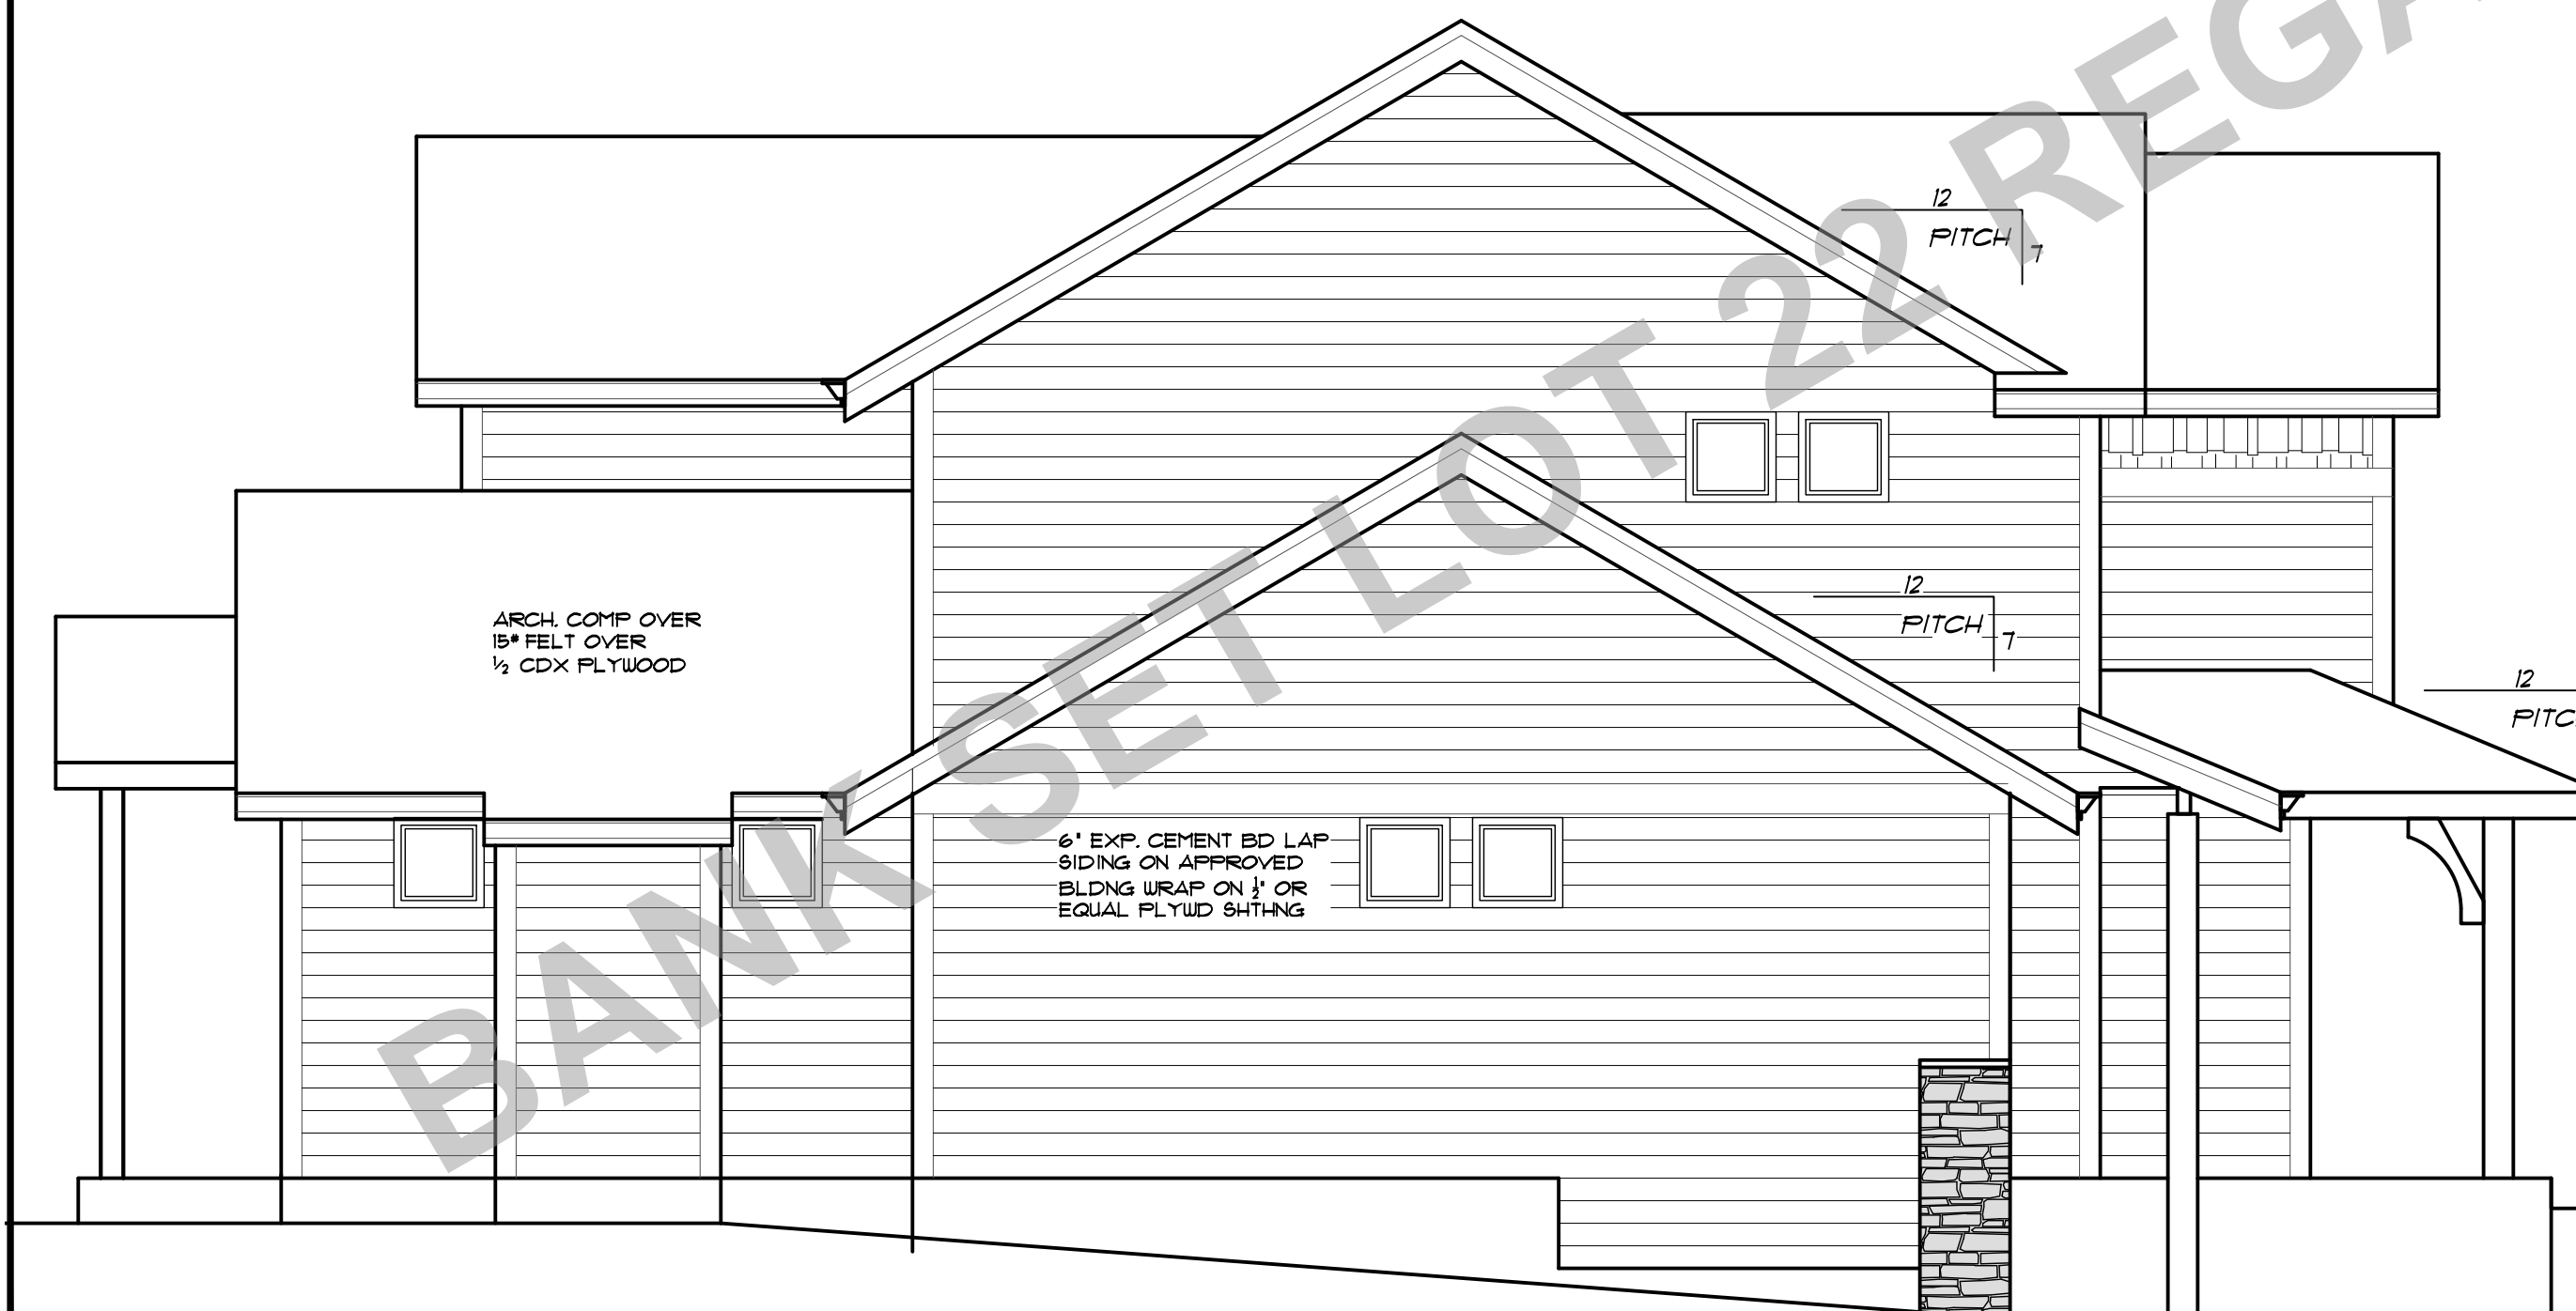 BANK SET LOT 22 REGA
12
PITCH
7
12
PITCH
7
12
PITC
ARCH. COMP OVER
15# FELT OVER
½ CDX PLYWOOD
6" EXP. CEMENT BD LAP
SIDING ON APPROVED
BLDNG WRAP ON ½" OR
EQUAL PLYWD SHTHNG